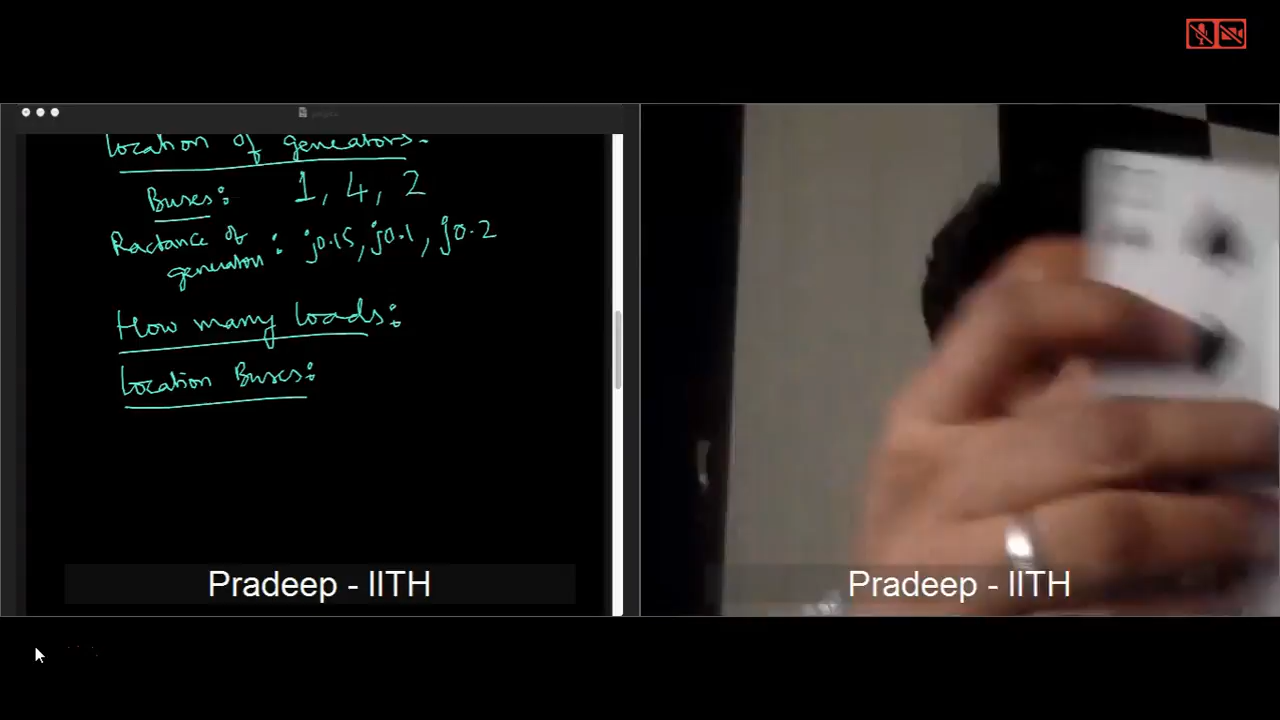 Location of generators:-
Buses: 1, 4, 2
Ractance of
generators : j0.15, j0.1, j0.2
How many loads:
Location Buses:
Pradeep - IITH
Pradeep - IITH